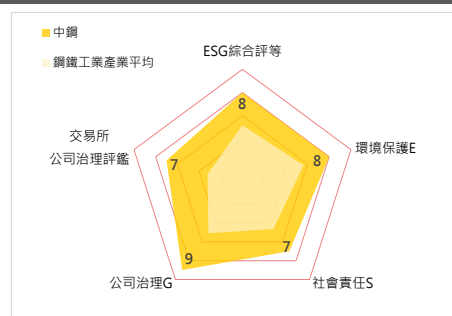 中鋼
鋼鐵工業產業平均
ESG綜合評等
8
環境保護E
8
社會責任S
7
公司治理G
9
交易所
公司治理評鑑
7